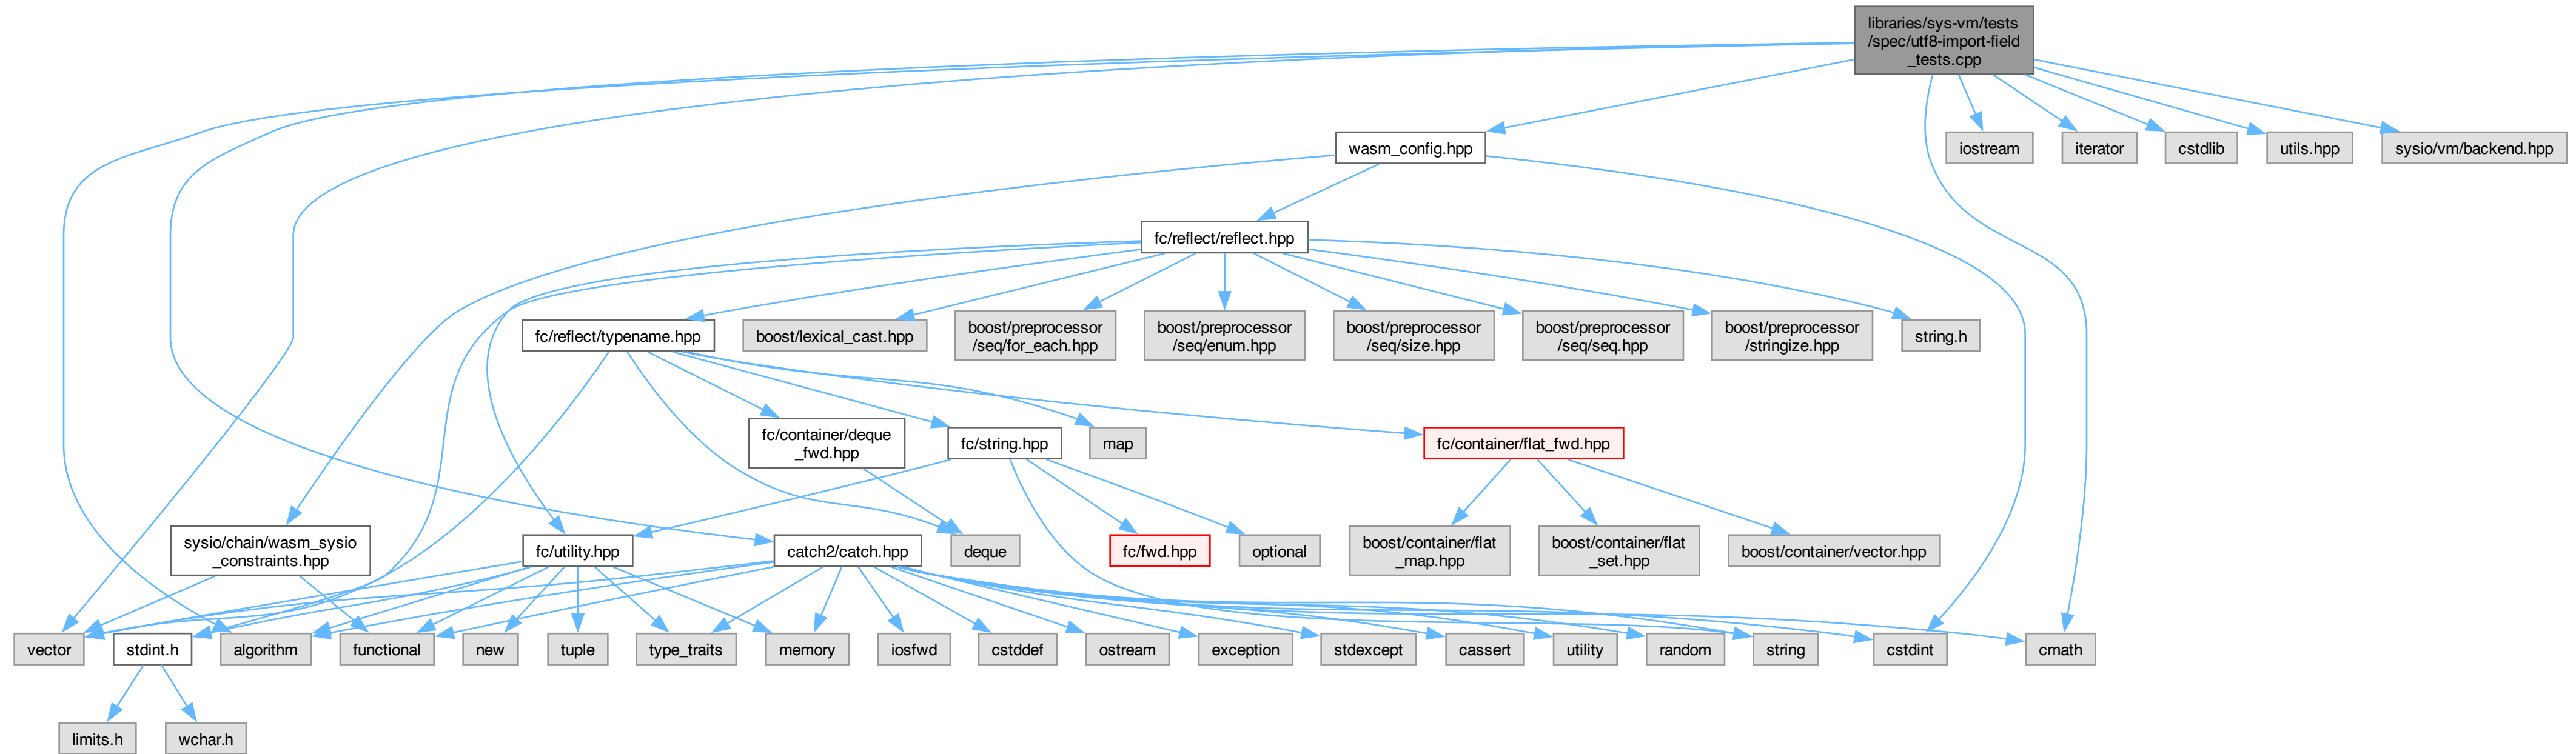 libraries/sys-vm/tests
/spec/utf8-import-field
_tests.cpp
wasm_config.hpp
iostream
iterator
cstdlib
utils.hpp
sysio/vm/backend.hpp
fc/reflect/reflect.hpp
fc/reflect/typename.hpp
boost/lexical_cast.hpp
boost/preprocessor
/seq/for_each.hpp
boost/preprocessor
/seq/enum.hpp
boost/preprocessor
/seq/size.hpp
boost/preprocessor
/seq/seq.hpp
boost/preprocessor
/stringize.hpp
string.h
fc/container/deque
_fwd.hpp
fc/string.hpp
map
fc/container/flat_fwd.hpp
sysio/chain/wasm_sysio
_constraints.hpp
fc/utility.hpp
catch2/catch.hpp
deque
fc/fwd.hpp
optional
boost/container/flat
_map.hpp
boost/container/flat
_set.hpp
boost/container/vector.hpp
vector
stdint.h
algorithm
functional
new
tuple
type_traits
memory
iosfwd
cstddef
ostream
exception
stdexcept
cassert
utility
random
string
cstdint
cmath
limits.h
wchar.h